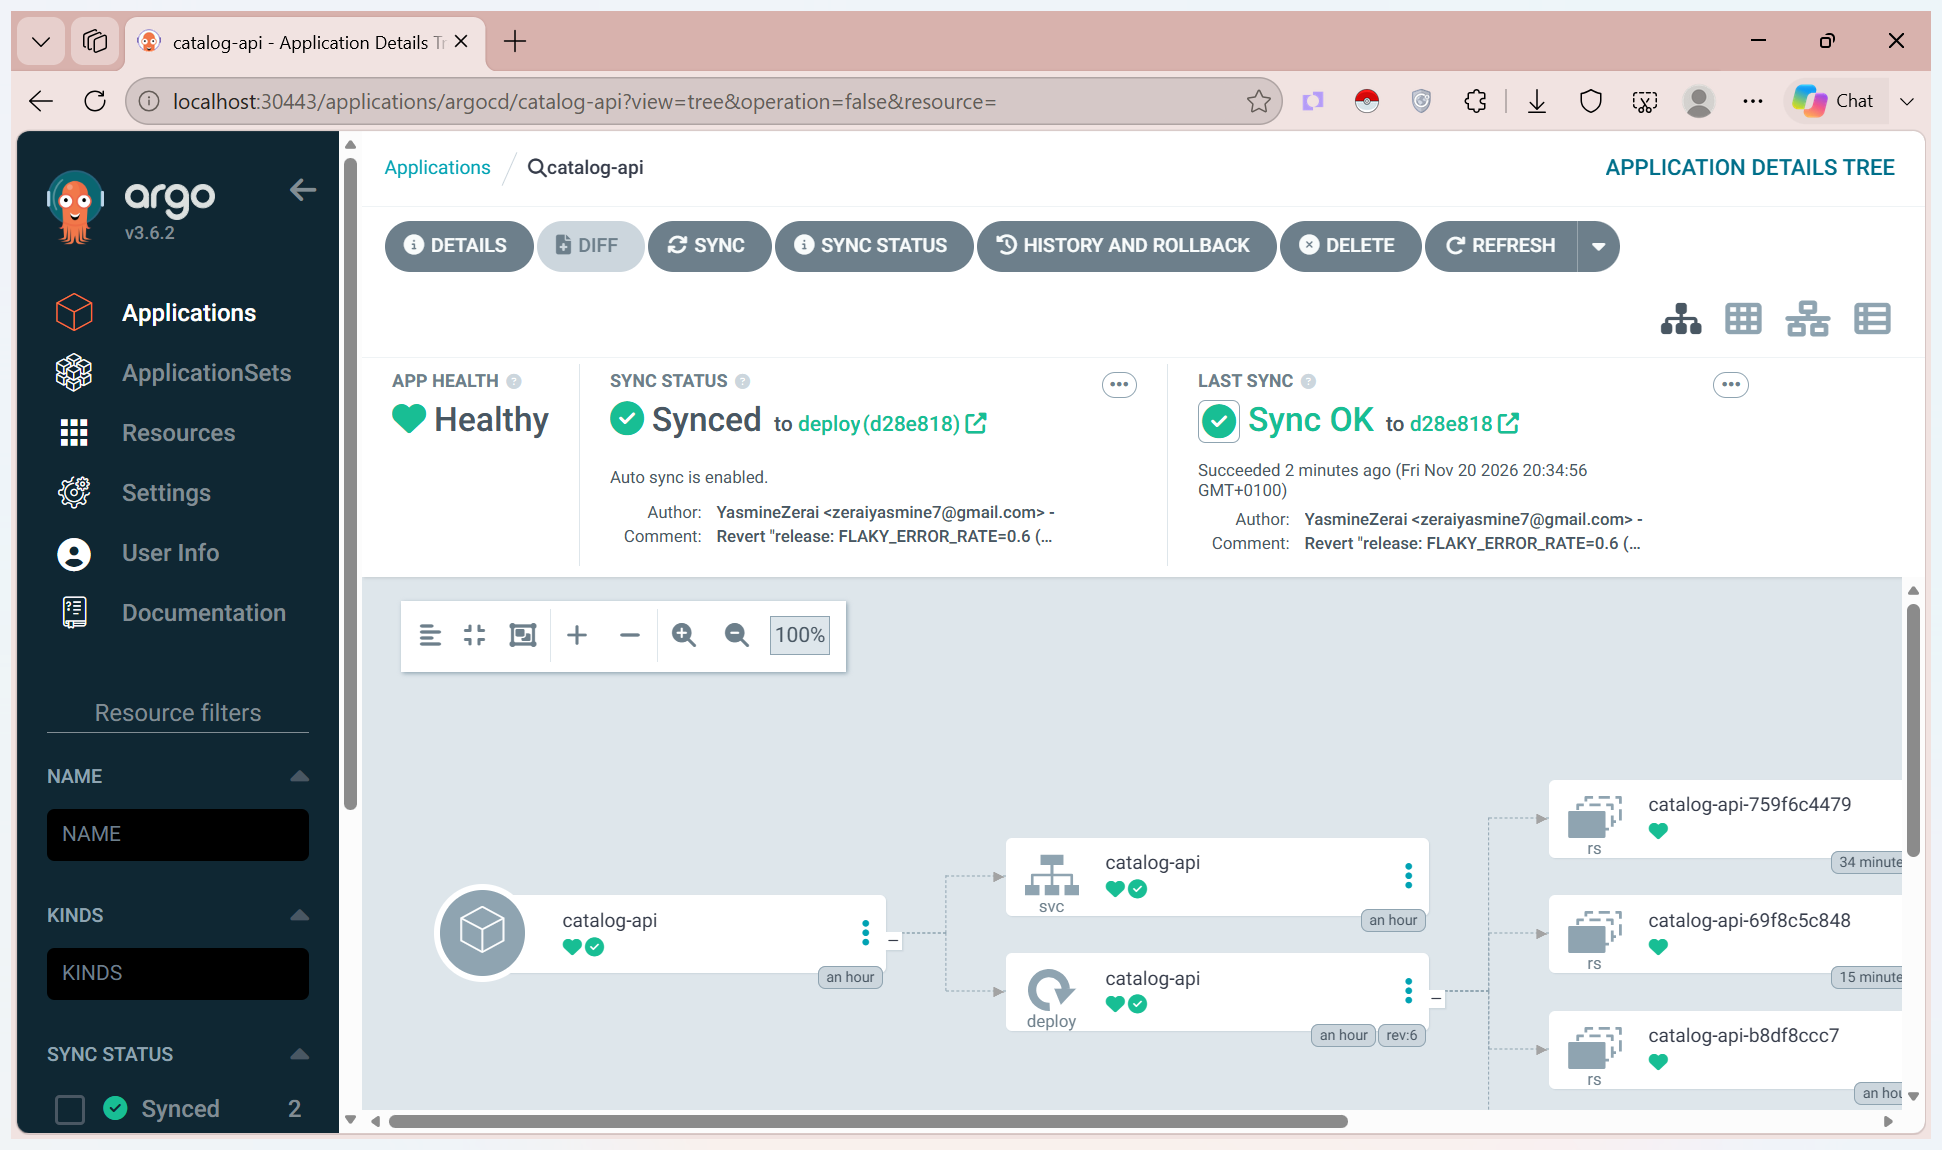 catalog-api - Application Details Tr
localhost:30443/applications/argocd/catalog-api?view=tree&operation=false&resource=
Chat
argo
v3.6.2
Applications
ApplicationSets
Resources
Settings
User Info
Documentation
Resource filters
NAME
NAME
KINDS
KINDS
SYNC STATUS
Synced 2
Applications / catalog-api
APPLICATION DETAILS TREE
DETAILS DIFF SYNC SYNC STATUS HISTORY AND ROLLBACK DELETE REFRESH
APP HEALTH
Healthy
SYNC STATUS
Synced to deploy (d28e818)
Auto sync is enabled.
Author: YasmineZerai <zeraiyasmine7@gmail.com> -
Comment: Revert "release: FLAKY_ERROR_RATE=0.6 (...
LAST SYNC
Sync OK to d28e818
Succeeded 2 minutes ago (Fri Nov 20 2026 20:34:56
GMT+0100)
Author: YasmineZerai <zeraiyasmine7@gmail.com> -
Comment: Revert "release: FLAKY_ERROR_RATE=0.6 (...
100%
catalog-api
an hour
catalog-api
svc
an hour
catalog-api
deploy
an hour rev:6
catalog-api-759f6c4479
rs
34 minute
catalog-api-69f8c5c848
rs
15 minute
catalog-api-b8df8ccc7
rs
an hou